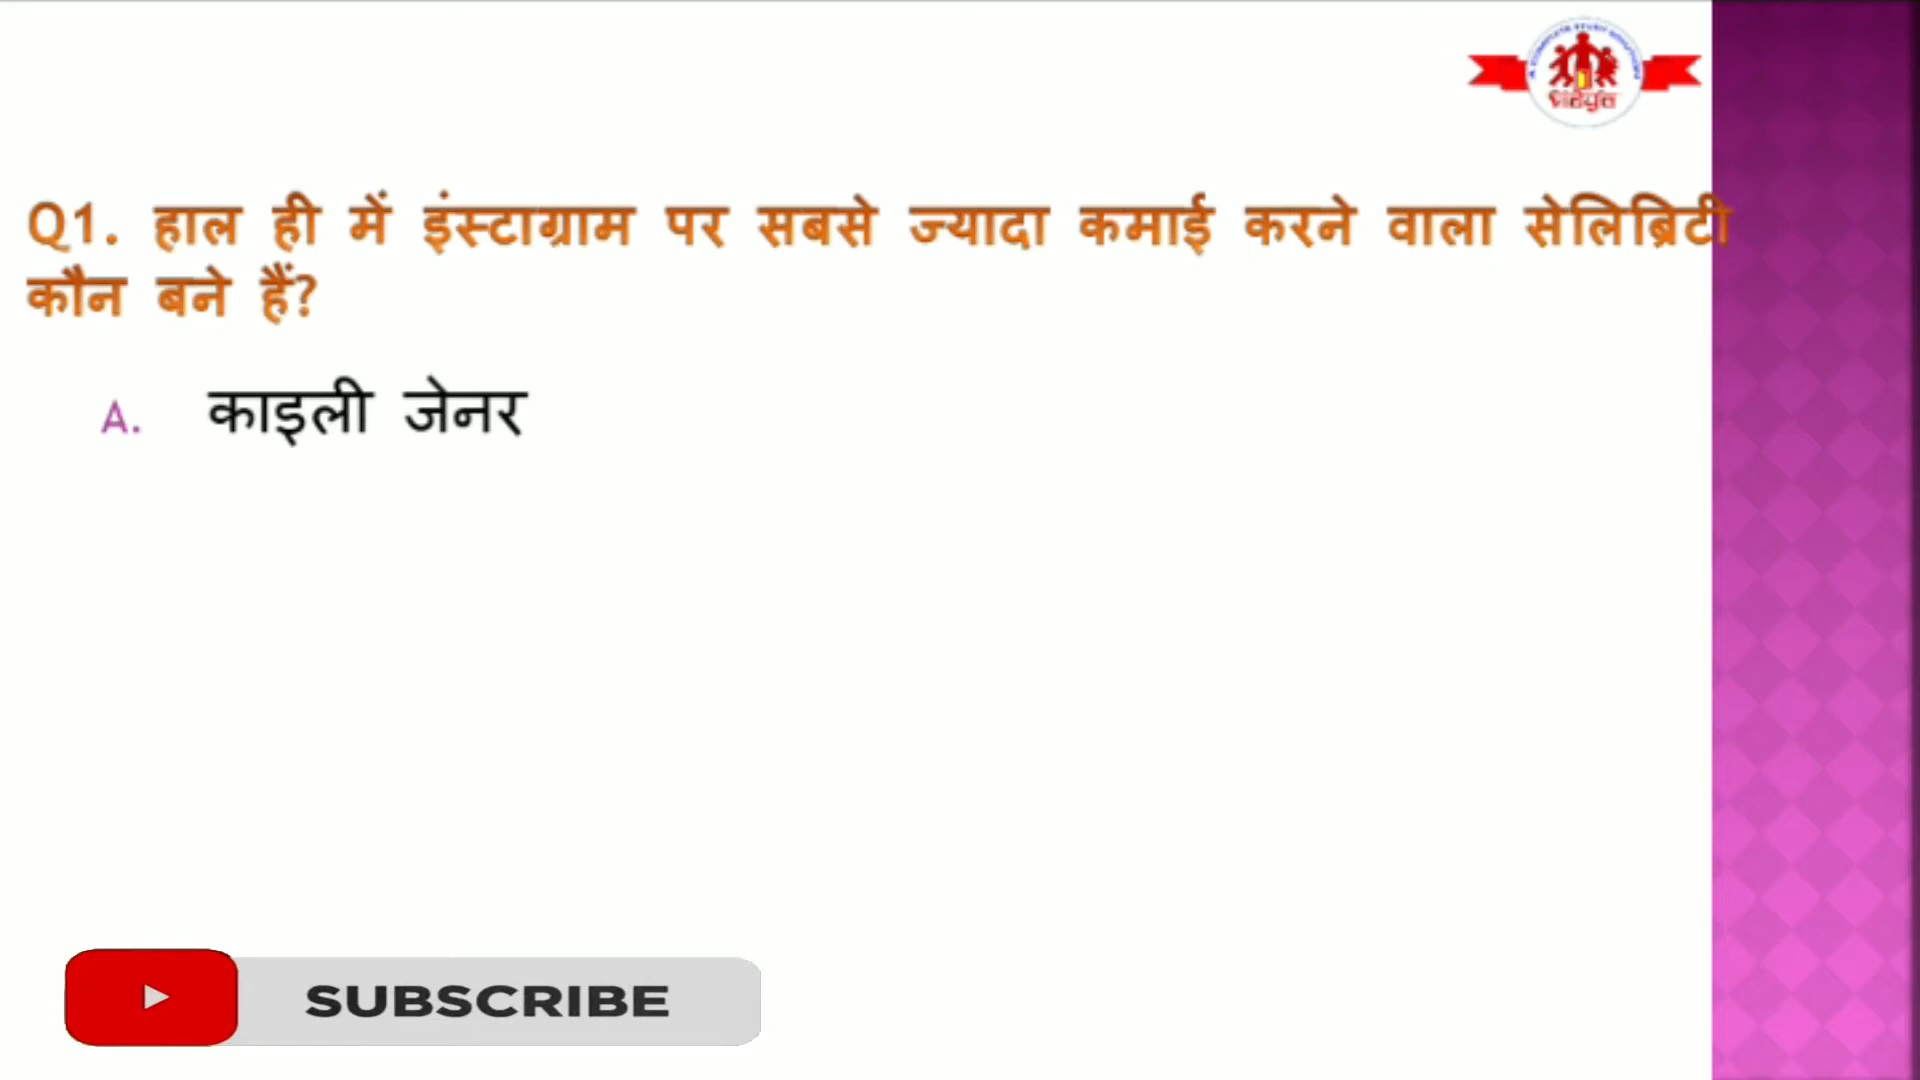 Q1. हाल ही में इंस्टाग्राम पर सबसे ज्यादा कमाई करने वाला सेलिब्रिटी
कौन बने हैं?
A. काइली जेनर
SUBSCRIBE